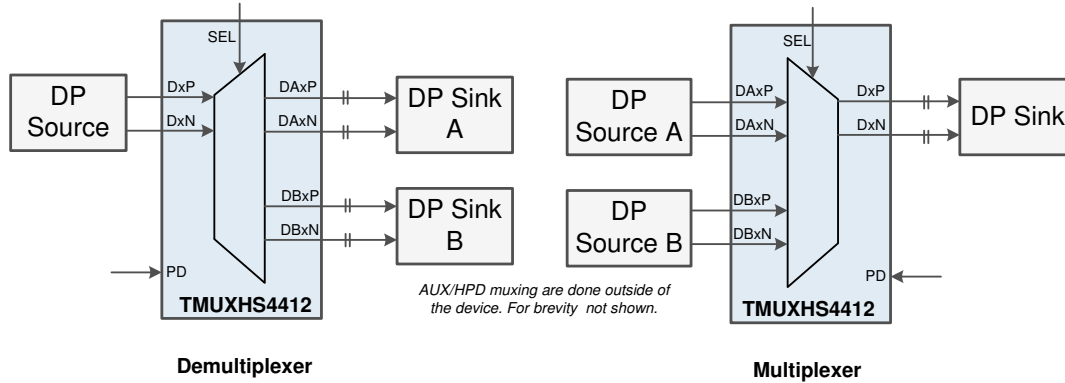 SEL
DP
Source
DxP
DxN
DAxP
DAxN
DBxP
DBxN
DP Sink
A
DP Sink
B
PD
TMUXHS4412
Demultiplexer
AUX/HPD muxing are done outside of
the device. For brevity not shown.
SEL
DP
Source A
DP
Source B
DAxP
DAxN
DBxP
DBxN
DxP
DxN
DP Sink
PD
TMUXHS4412
Multiplexer